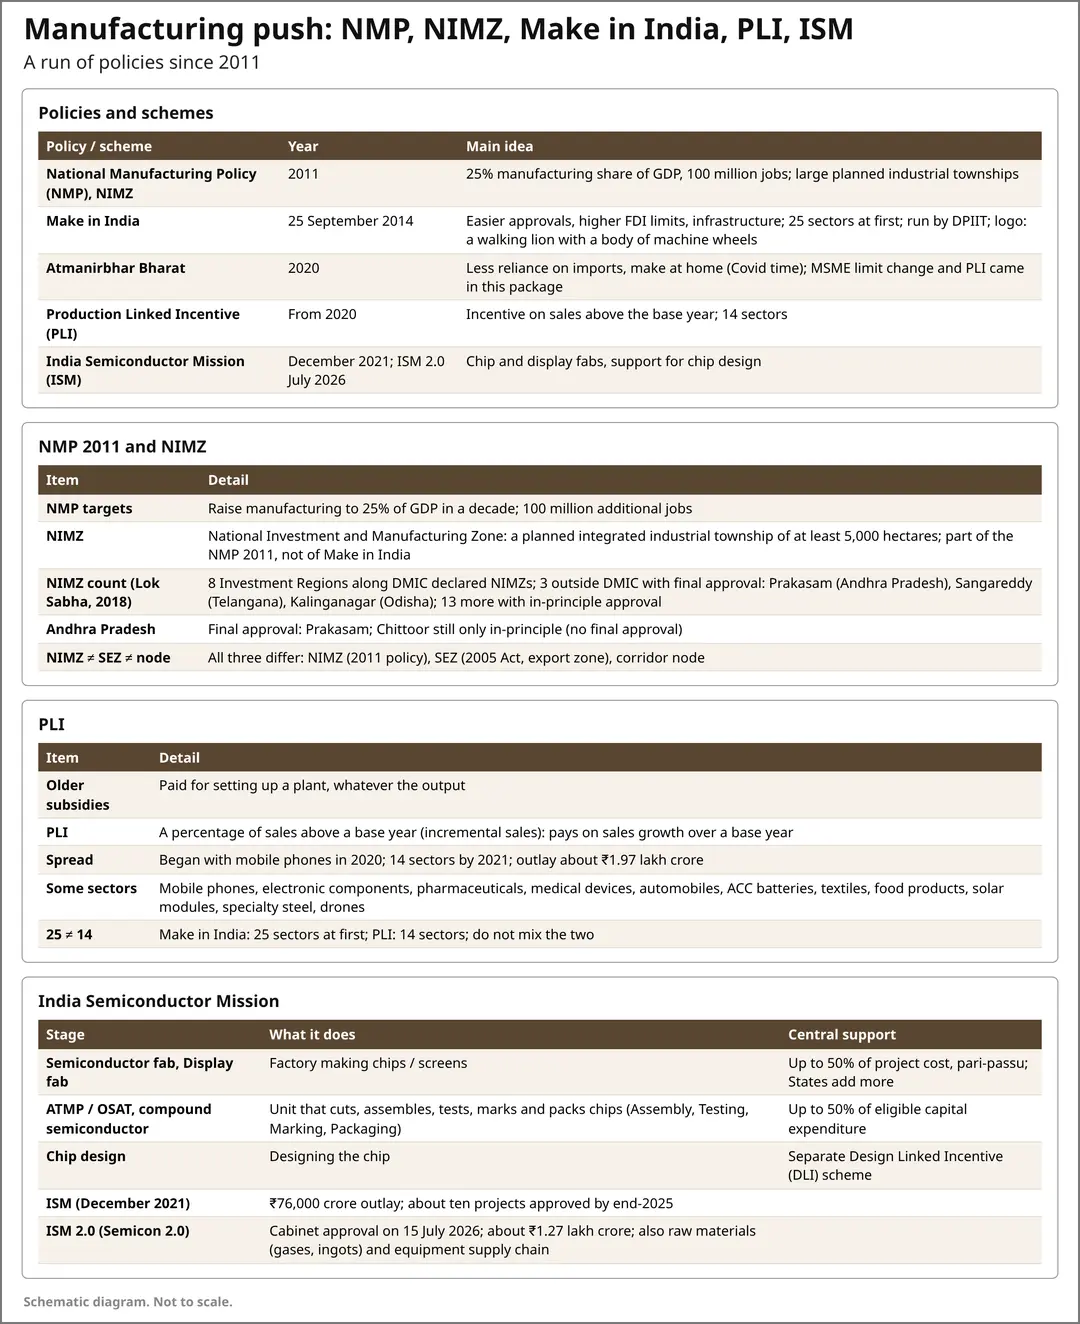 Manufacturing push: NMP, NIMZ, Make in India, PLI, ISM
A run of policies since 2011
Policies and schemes
Policy / scheme Year Main idea
National Manufacturing Policy 2011 25% manufacturing share of GDP, 100 million jobs; large planned industrial townships
(NMP), NIMZ
Make in India 25 September 2014 Easier approvals, higher FDI limits, infrastructure; 25 sectors at first; run by DPIIT; logo:
a walking lion with a body of machine wheels
Atmanirbhar Bharat 2020 Less reliance on imports, make at home (Covid time); MSME limit change and PLI came
in this package
Production Linked Incentive From 2020 Incentive on sales above the base year; 14 sectors
(PLI)
India Semiconductor Mission December 2021; ISM 2.0 Chip and display fabs, support for chip design
(ISM) July 2026
NMP 2011 and NIMZ
Item Detail
NMP targets Raise manufacturing to 25% of GDP in a decade; 100 million additional jobs
NIMZ National Investment and Manufacturing Zone: a planned integrated industrial township of at least 5,000 hectares; part of the
NMP 2011, not of Make in India
NIMZ count (Lok 8 Investment Regions along DMIC declared NIMZs; 3 outside DMIC with final approval: Prakasam (Andhra Pradesh), Sangareddy
Sabha, 2018) (Telangana), Kalinganagar (Odisha); 13 more with in-principle approval
Andhra Pradesh Final approval: Prakasam; Chittoor still only in-principle (no final approval)
NIMZ ≠ SEZ ≠ node All three differ: NIMZ (2011 policy), SEZ (2005 Act, export zone), corridor node
PLI
Item Detail
Older Paid for setting up a plant, whatever the output
subsidies
PLI A percentage of sales above a base year (incremental sales): pays on sales growth over a base year
Spread Began with mobile phones in 2020; 14 sectors by 2021; outlay about ₹1.97 lakh crore
Some sectors Mobile phones, electronic components, pharmaceuticals, medical devices, automobiles, ACC batteries, textiles, food products, solar
modules, specialty steel, drones
25 ≠ 14 Make in India: 25 sectors at first; PLI: 14 sectors; do not mix the two
India Semiconductor Mission
Stage What it does Central support
Semiconductor fab, Display Factory making chips / screens Up to 50% of project cost, pari-passu;
fab States add more
ATMP / OSAT, compound Unit that cuts, assembles, tests, marks and packs chips (Assembly, Testing, Up to 50% of eligible capital
semiconductor Marking, Packaging) expenditure
Chip design Designing the chip Separate Design Linked Incentive
(DLI) scheme
ISM (December 2021) ₹76,000 crore outlay; about ten projects approved by end-2025
ISM 2.0 (Semicon 2.0) Cabinet approval on 15 July 2026; about ₹1.27 lakh crore; also raw materials
(gases, ingots) and equipment supply chain
Schematic diagram. Not to scale.